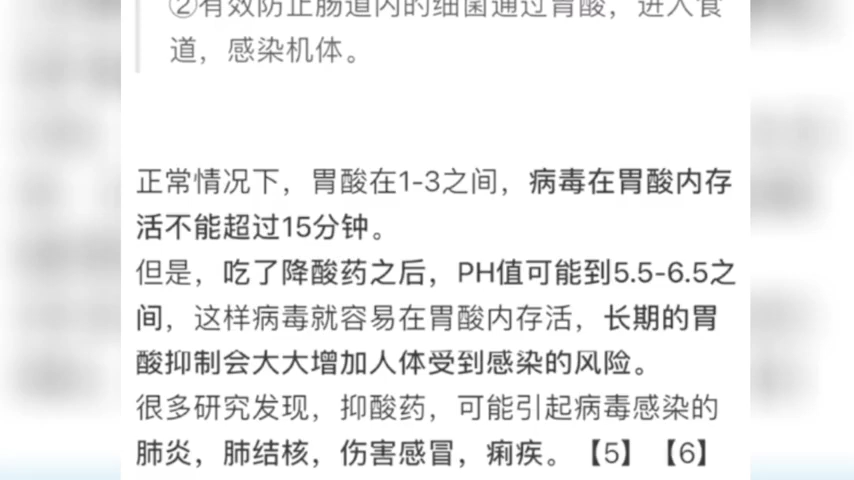 ②有效防止肠道内的细菌通过胃酸，进入食
道，感染机体。
正常情况下，胃酸在1-3之间，病毒在胃酸内存
活不能超过15分钟。
但是，吃了降酸药之后，PH值可能到5.5-6.5之
间，这样病毒就容易在胃酸内存活，长期的胃
酸抑制会大大增加人体受到感染的风险。
很多研究发现，抑酸药，可能引起病毒感染的
肺炎，肺结核，伤害感冒，痢疾。【5】【6】